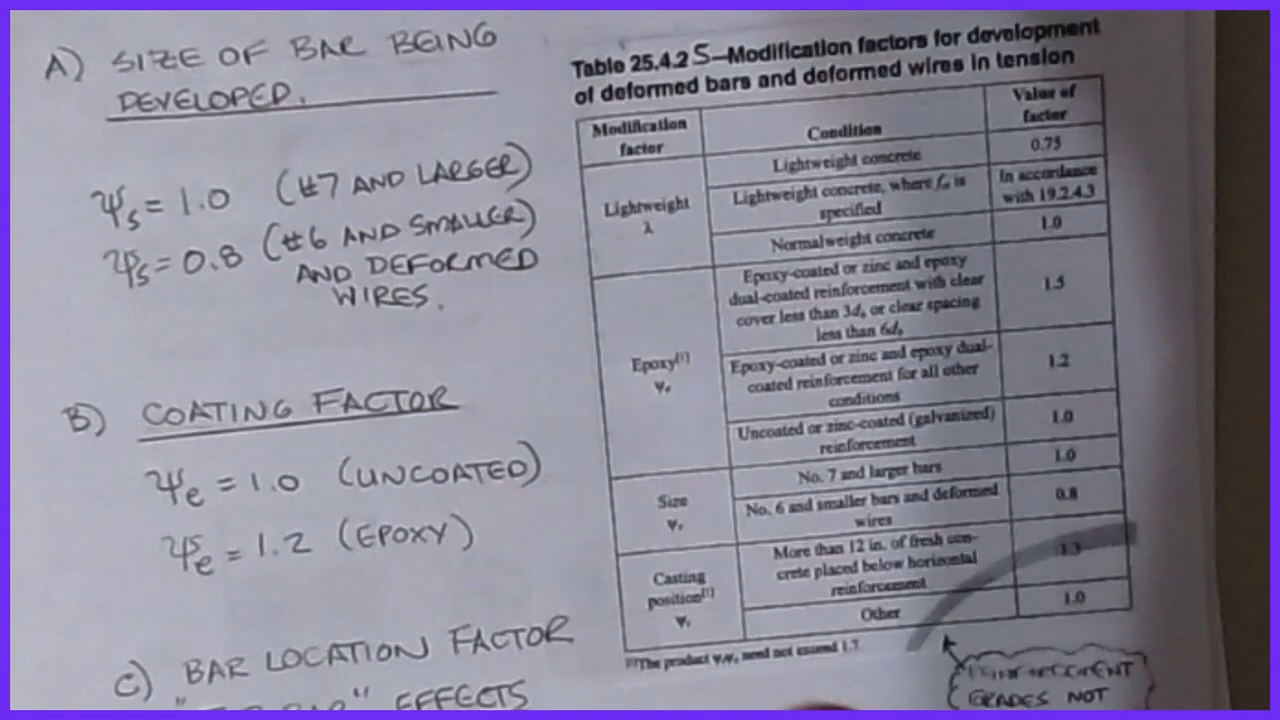 A) SIZE OF BAR BEING
DEVELOPED.
Ψs = 1.0 (#7 AND LARGER)
Ψs = 0.8 (#6 AND SMALLER)
AND DEFORMED
WIRES.
B) COATING FACTOR
Ψe = 1.0 (UNCOATED)
Ψe = 1.2 (EPOXY)
C) BAR LOCATION FACTOR
" BAR" EFFECTS
Table 25.4.2 5—Modification factors for development
of deformed bars and deformed wires in tension
Modification
factor
Condition
Value of
factor
Lightweight
λ
Lightweight concrete
0.75
Lightweight concrete, where is
specified
In accordance
with 19.2.4.3
Normalweight concrete
1.0
Epoxy[1]
Ψe
Epoxy-coated or zinc and epoxy
dual-coated reinforcement with clear
cover less than 3db or clear spacing
less than 6db
1.5
Epoxy-coated or zinc and epoxy dual-
coated reinforcement for all other
conditions
1.2
Uncoated or zinc-coated (galvanized)
reinforcement
1.0
Size
Ψs
No. 7 and larger bars
1.0
No. 6 and smaller bars and deformed
wires
0.8
Casting
position[1]
Ψt
More than 12 in. of fresh con-
crete placed below horizontal
reinforcement
1.3
Other
1.0
[1]The product ΨtΨe need not exceed 1.7.
GRADES NOT